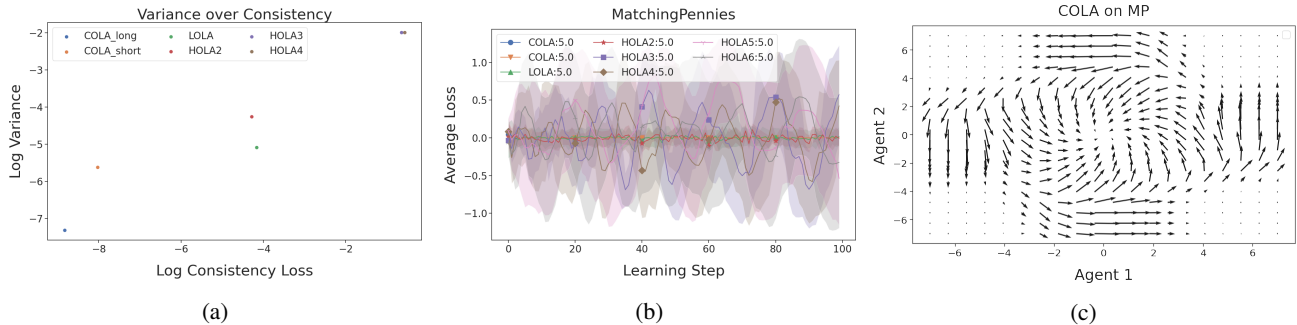 Variance over Consistency
COLA_long
LOLA
HOLA3
COLA_short
HOLA2
HOLA4
−2
−3
−4
−5
−6
−7
Log Variance
−8
−6
−4
−2
Log Consistency Loss
(a)
MatchingPennies
COLA:5.0
HOLA2:5.0
HOLA5:5.0
COLA:5.0
HOLA3:5.0
HOLA6:5.0
LOLA:5.0
HOLA4:5.0
1.0
0.5
0.0
−0.5
−1.0
Average Loss
0
20
40
60
80
100
Learning Step
(b)
COLA on MP
6
4
2
0
−2
−4
−6
Agent 2
−6
−4
−2
0
2
4
6
Agent 1
(c)